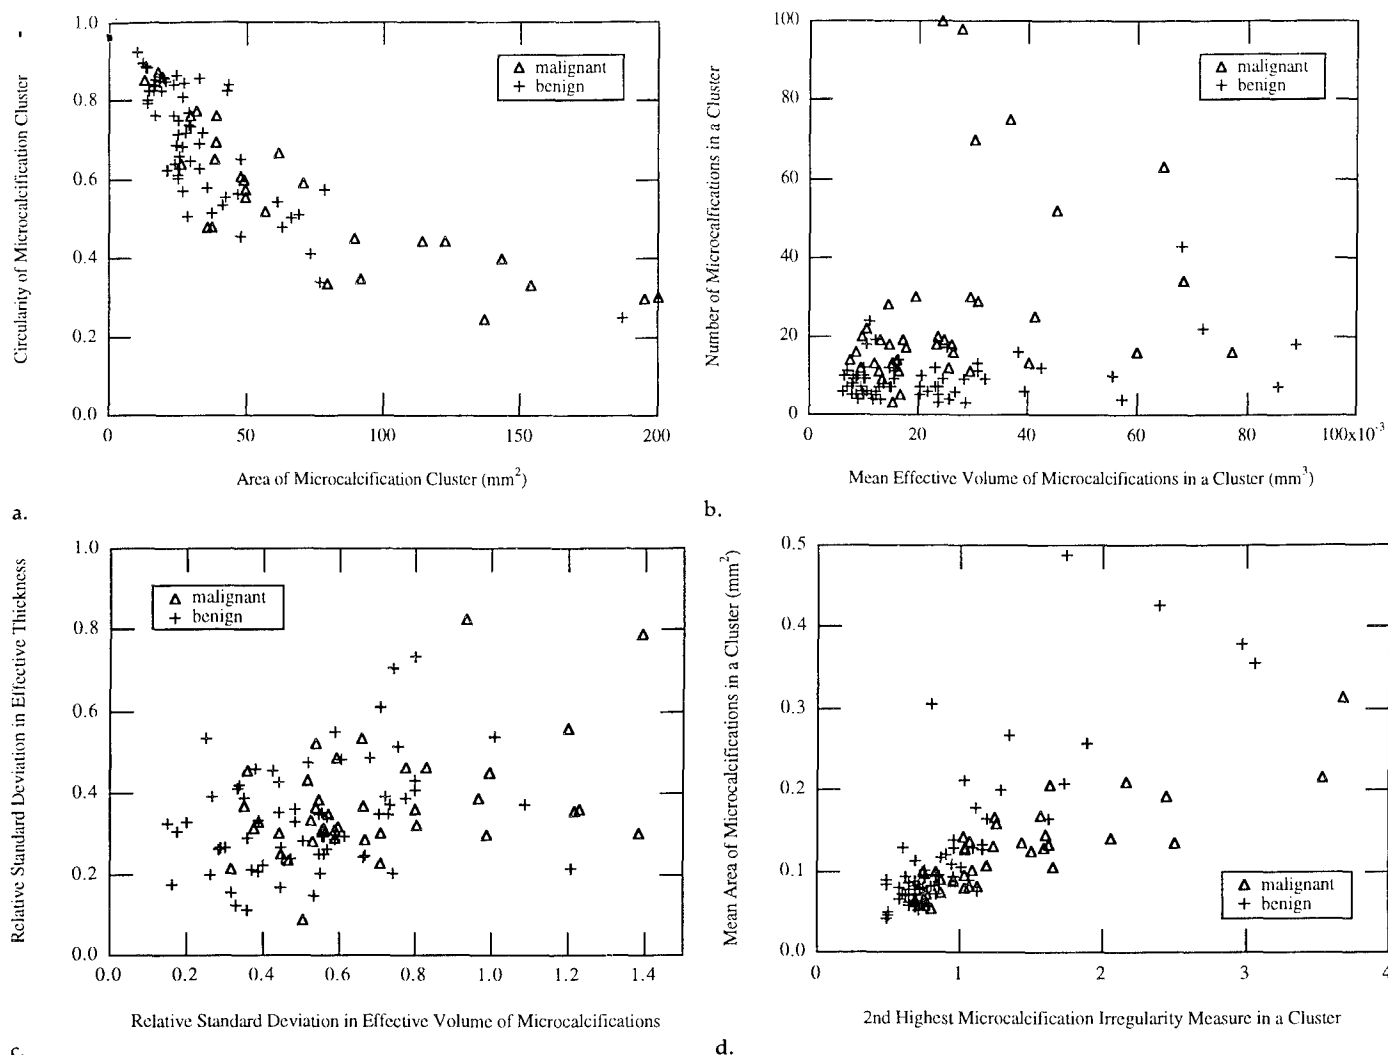 1.0
0.8
0.6
0.4
0.2
0.0
Circularity of Microcalcification Cluster
malignant
benign
0
50
100
150
200
Area of Microcalcification Cluster (mm²)
a.
100
80
60
40
20
0
Number of Microcalfications in a Cluster
malignant
benign
0
20
40
60
80
100x10⁻³
Mean Effective Volume of Microcalcifications in a Cluster (mm³)
b.
1.0
0.8
0.6
0.4
0.2
0.0
Relative Standard Deviation in Effective Thickness
malignant
benign
0.0
0.2
0.4
0.6
0.8
1.0
1.2
1.4
Relative Standard Deviation in Effective Volume of Microcalcifications
c.
0.5
0.4
0.3
0.2
0.1
0.0
Mean Area of Microcalcifications in a Cluster (mm²)
malignant
benign
0
1
2
3
4
2nd Highest Microcalcification Irregularity Measure in a Cluster
d.